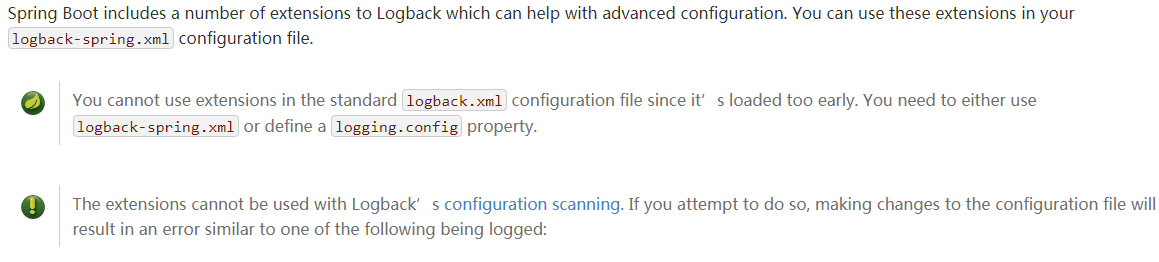 Spring Boot includes a number of extensions to Logback which can help with advanced configuration. You can use these extensions in your
logback-spring.xml configuration file.
You cannot use extensions in the standard logback.xml configuration file since it's loaded too early. You need to either use
logback-spring.xml or define a logging.config property.
The extensions cannot be used with Logback's configuration scanning. If you attempt to do so, making changes to the configuration file will
result in an error similar to one of the following being logged: